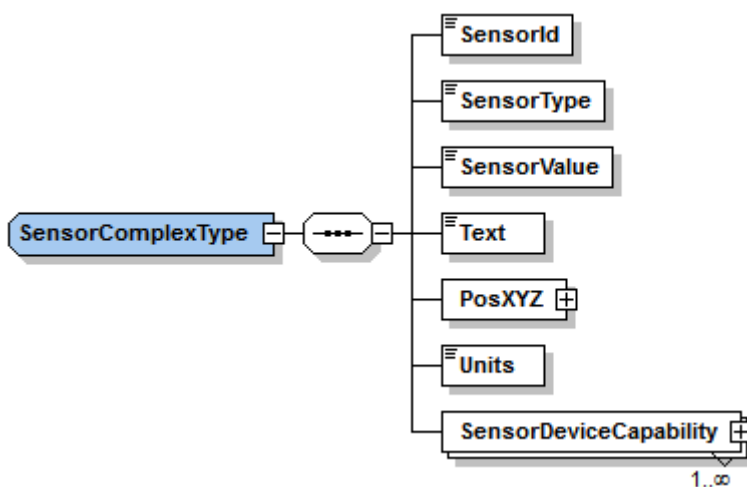 SensorId
SensorType
SensorValue
SensorComplexType
Text
PosXYZ
Units
SensorDeviceCapability
1..∞